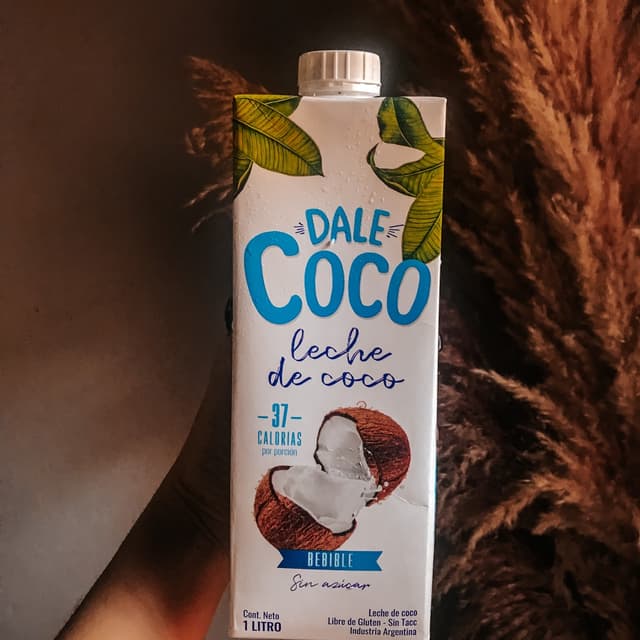 DALE
COCO
leche
de coco
37
CALORIAS
por porción
BEBIBLE
Sin azúcar
Cont. Neto
1 LITRO
Leche de coco
Libre de Gluten - Sin Tacc
Industria Argentina